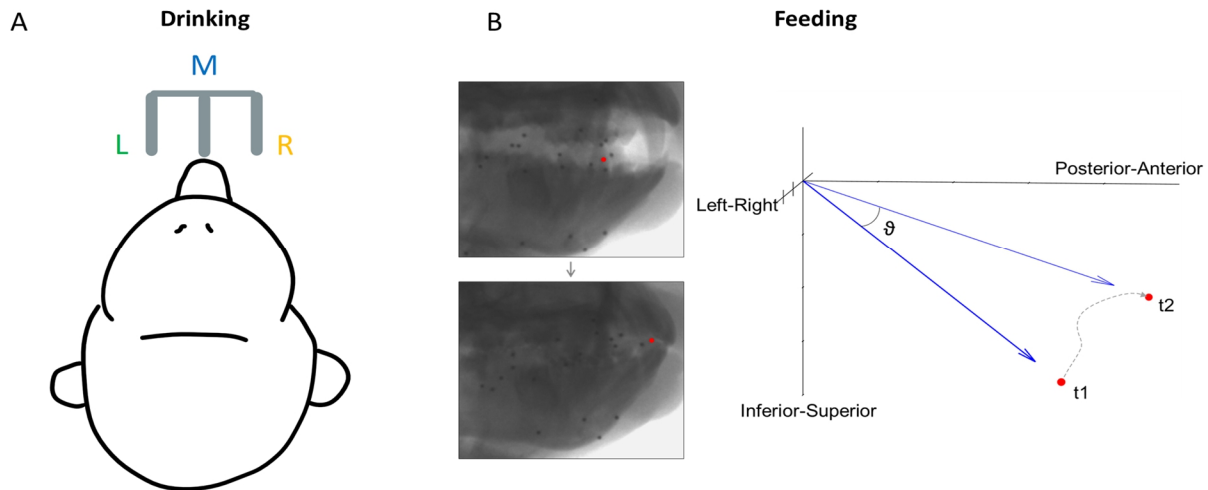 A
Drinking
M
L
R
B
Feeding
Posterior-Anterior
Left-Right
ϑ
t2
t1
Inferior-Superior